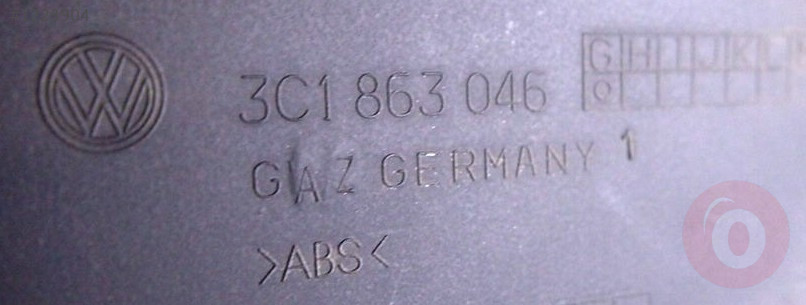 3C1 863 046
G H I J K L
O
GAZ GERMANY 1
>ABS<